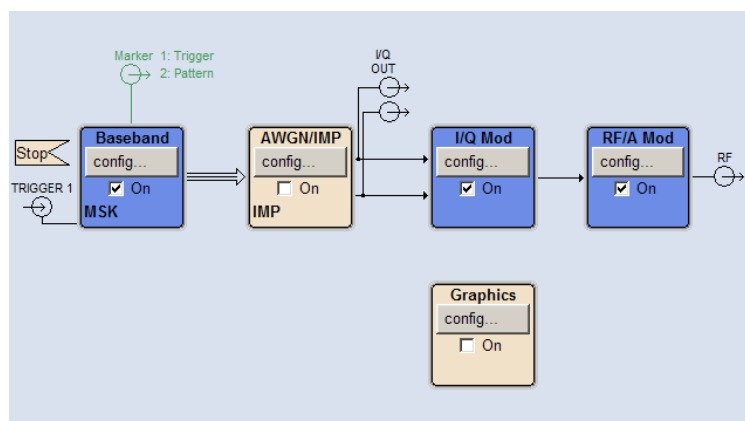 Marker 1: Trigger
2: Pattern
I/Q
OUT
Stop
TRIGGER 1
Baseband
config...
On
MSK
AWGN/IMP
config...
On
IMP
I/Q Mod
config...
On
RF/A Mod
config...
On
RF
Graphics
config...
On